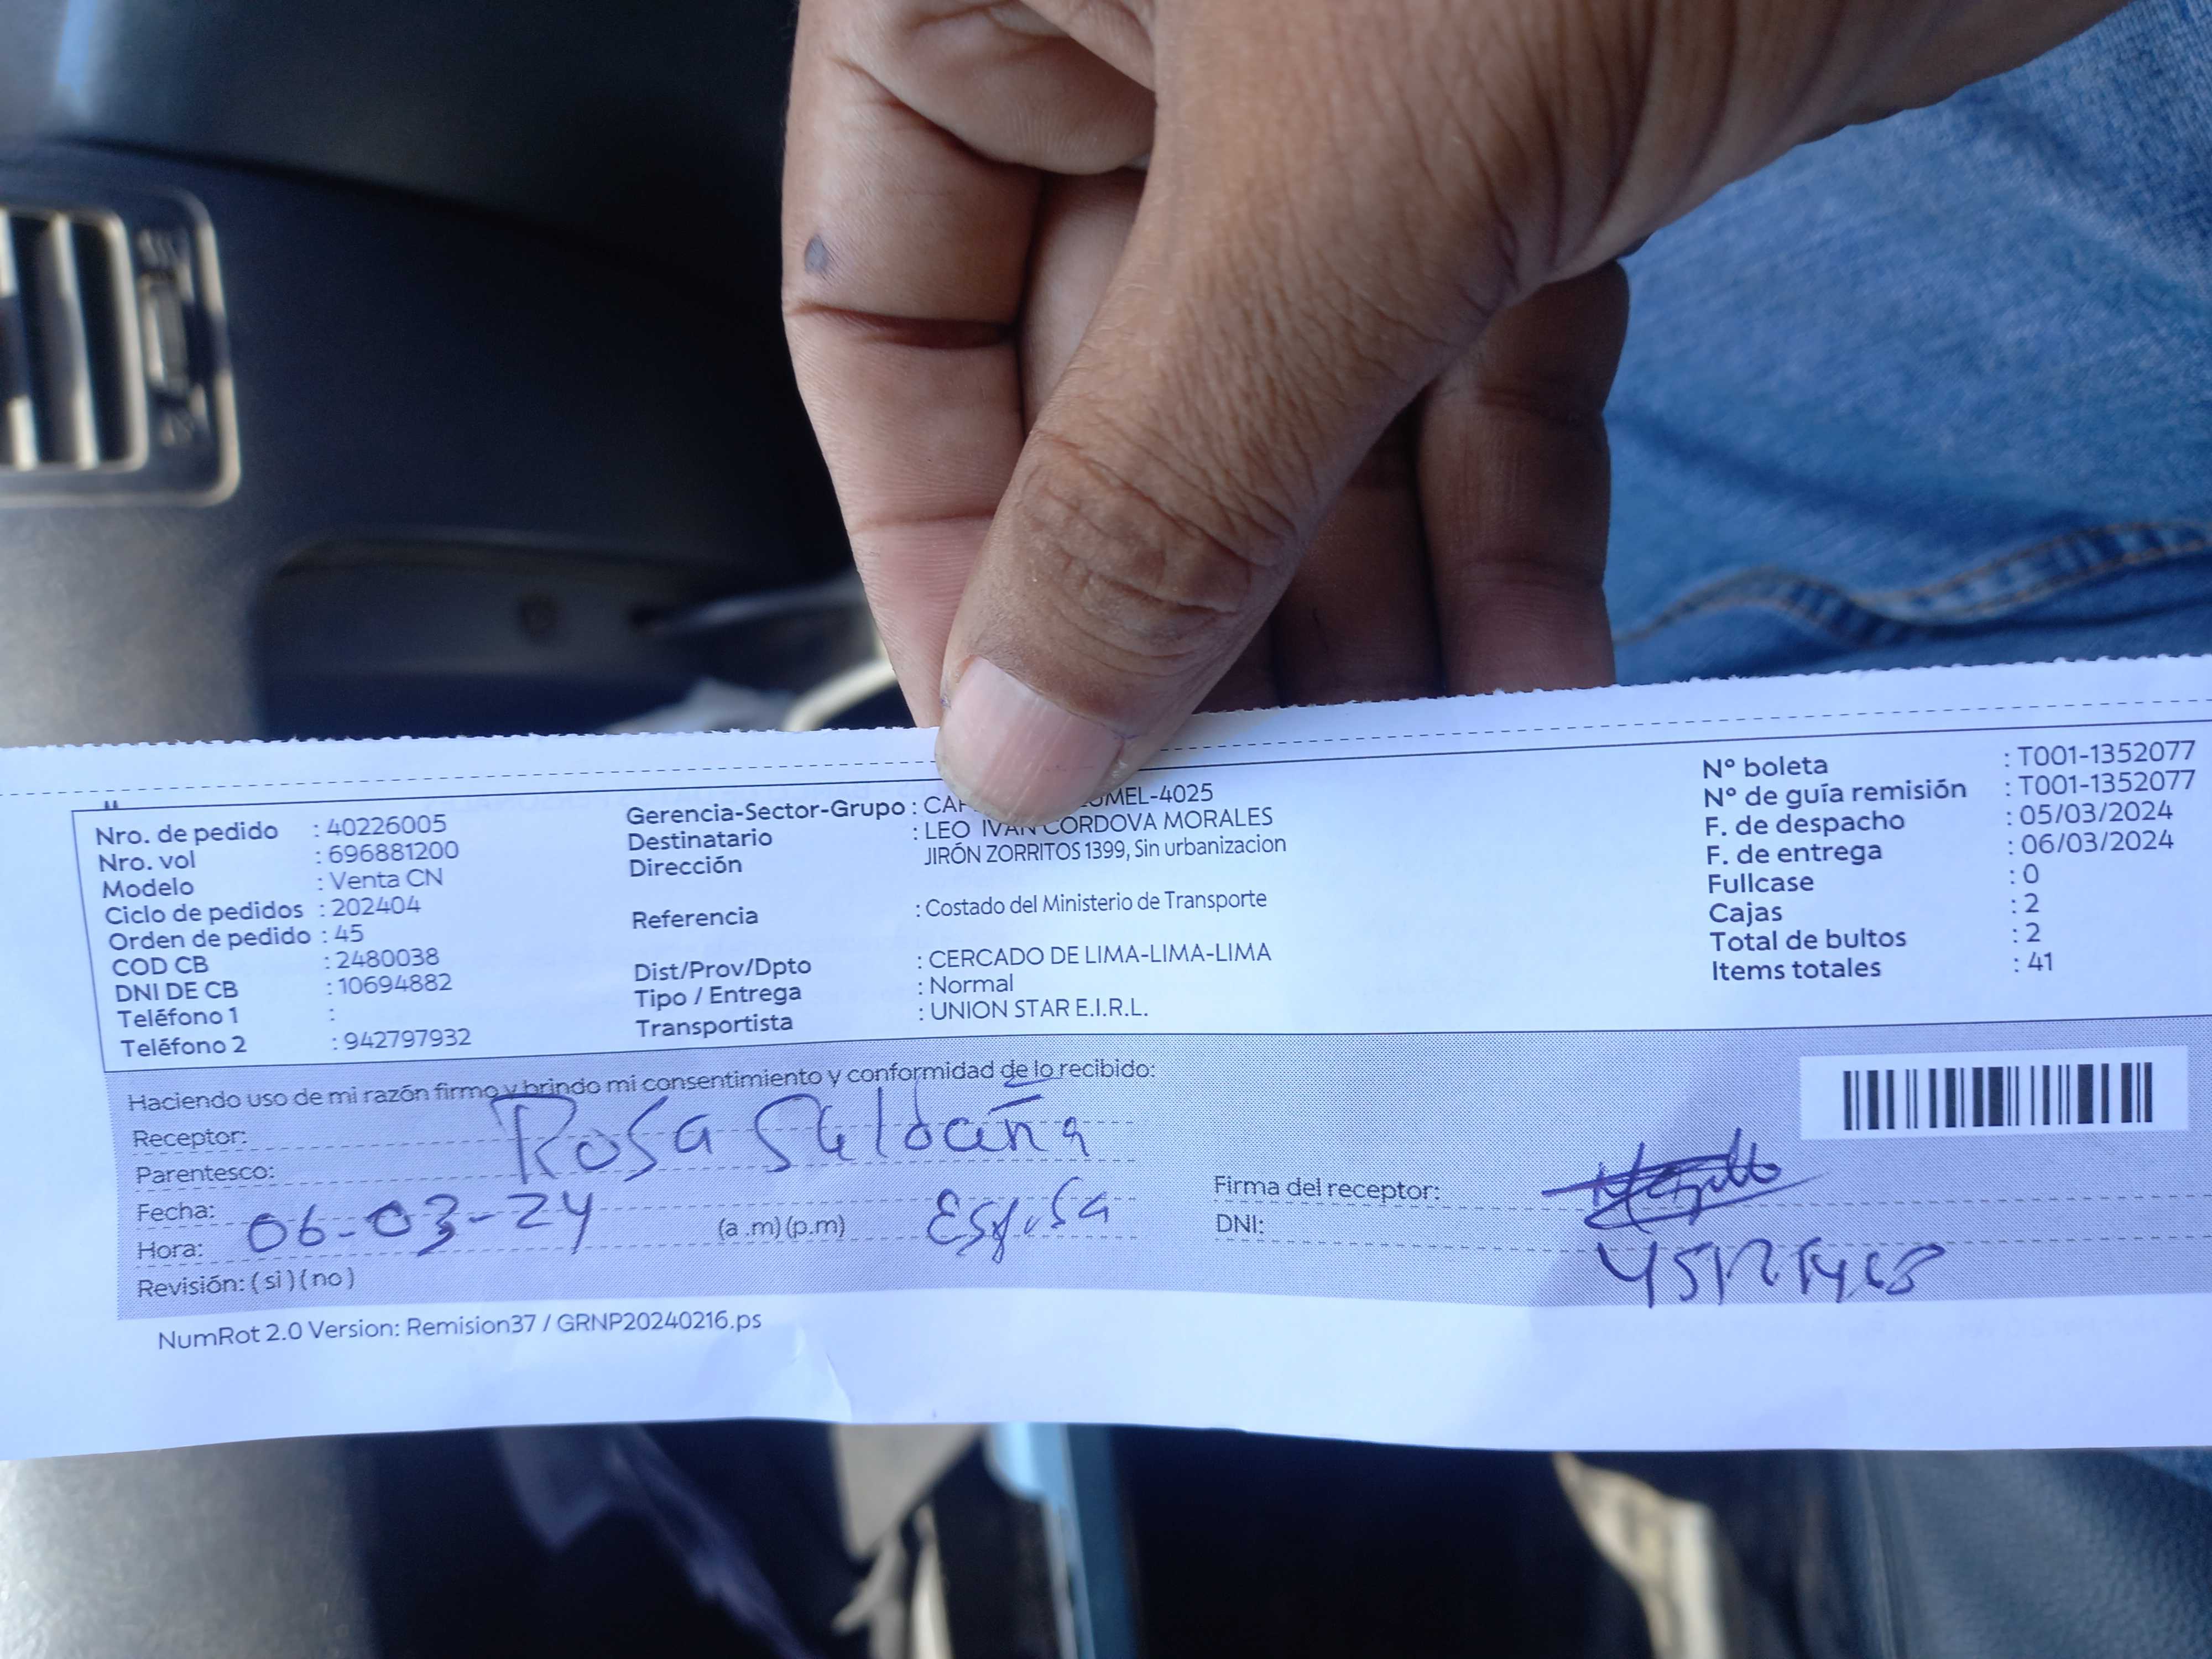 Nro. de pedido : 40226005
Nro. vol : 696881200
Modelo : Venta CN
Ciclo de pedidos : 202404
Orden de pedido : 45
COD CB : 2480038
DNI DE CB : 10694882
Teléfono 1 :
Teléfono 2 : 942797932
Gerencia-Sector-Grupo :
Destinatario : LEO IVAN CORDOVA MORALES
Dirección JIRÓN ZORRITOS 1399, Sin urbanizacion
Referencia : Costado del Ministerio de Transporte
Dist/Prov/Dpto : CERCADO DE LIMA-LIMA-LIMA
Tipo / Entrega : Normal
Transportista : UNION STAR E.I.R.L.
N° boleta : T001-1352077
N° de guía remisión : T001-1352077
F. de despacho : 05/03/2024
F. de entrega : 06/03/2024
Fullcase : 0
Cajas : 2
Total de bultos : 2
Items totales : 41
Haciendo uso de mi razón firmo y brindo mi consentimiento y conformidad de lo recibido:
Receptor: Rosa Saldaña
Parentesco:
Fecha: 06-03-24
Hora: (a .m) (p.m) Esposa
Revisión: ( si ) ( no )
Firma del receptor:
DNI:
NumRot 2.0 Version: Remision37 / GRNP20240216.ps